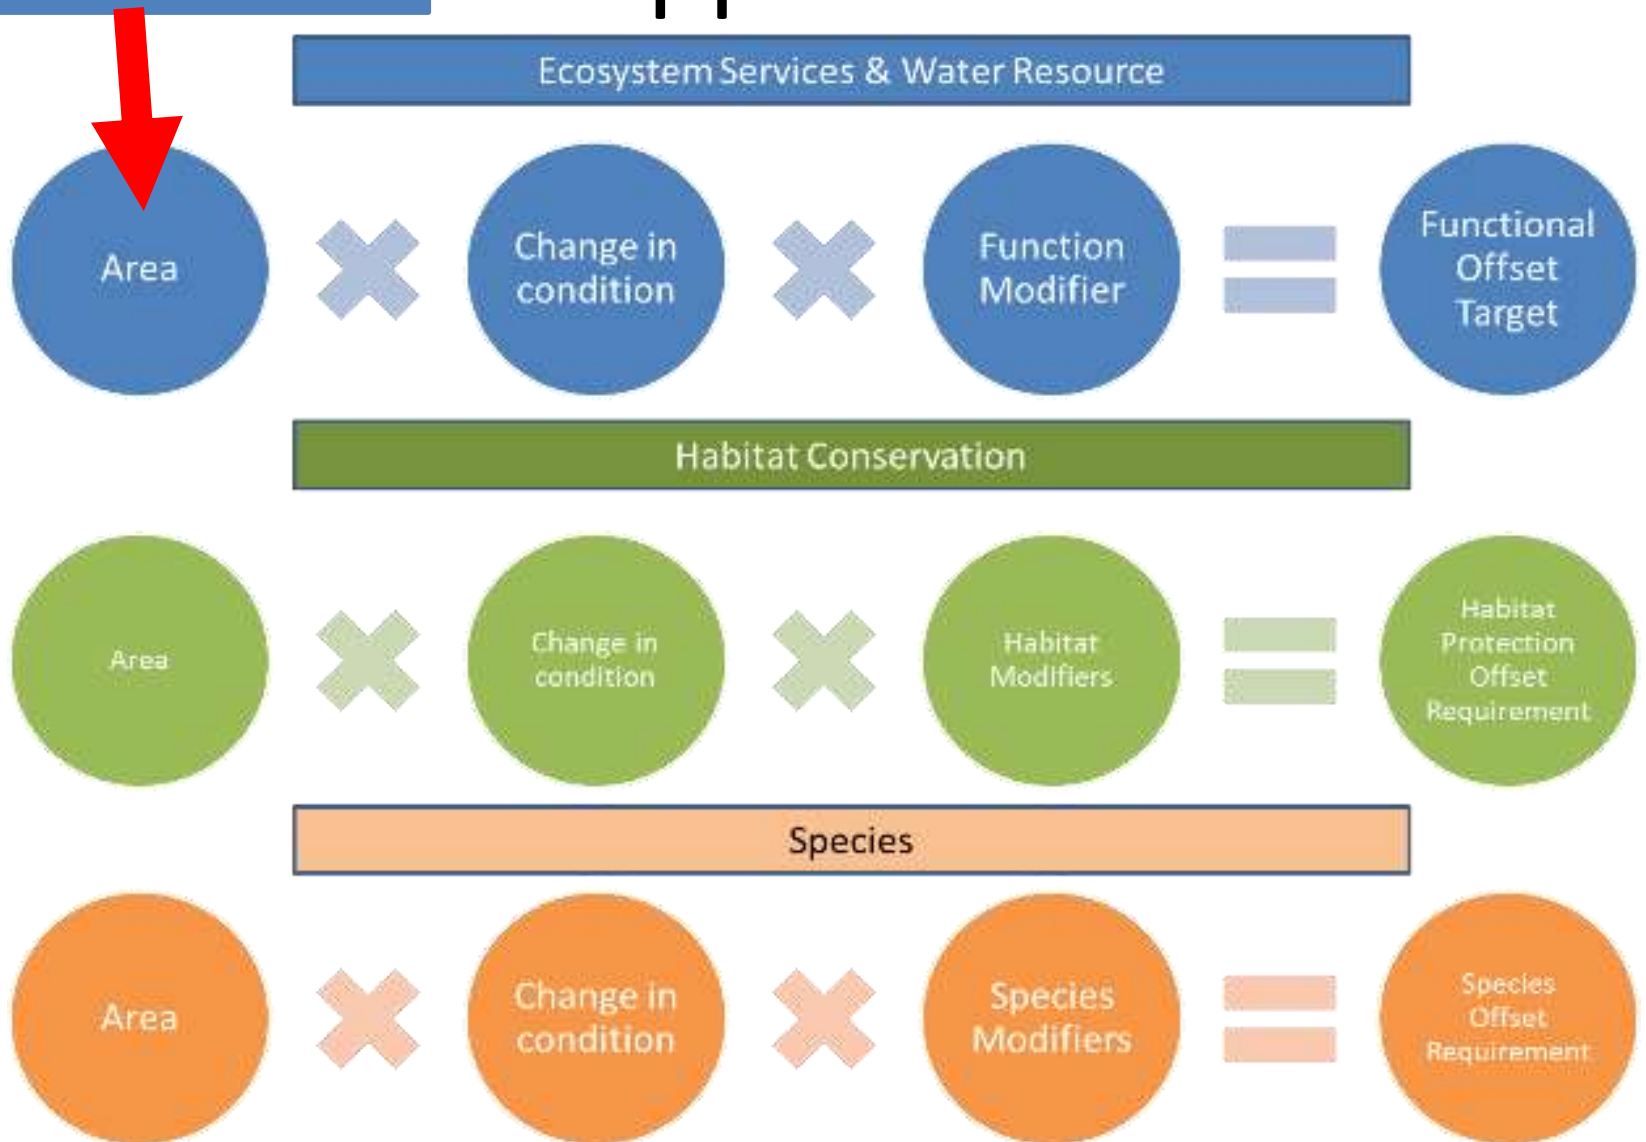 Ecosystem Services & Water Resource
Area
Change in
condition
Function
Modifier
Functional
Offset
Target
Habitat Conservation
Area
Change in
condition
Habitat
Modifiers
Habitat
Protection
Offset
Requirement
Species
Area
Change in
condition
Species
Modifiers
Species
Offset
Requirement